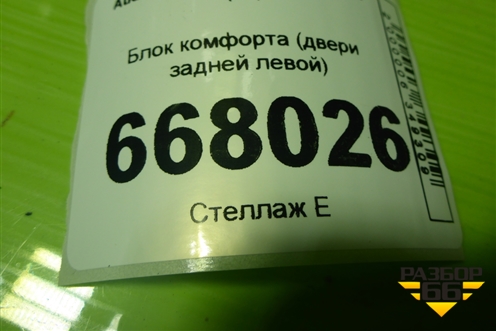 Блок комфорта (двери
задней левой)
668026
Стеллаж Е
РАЗБОР
66